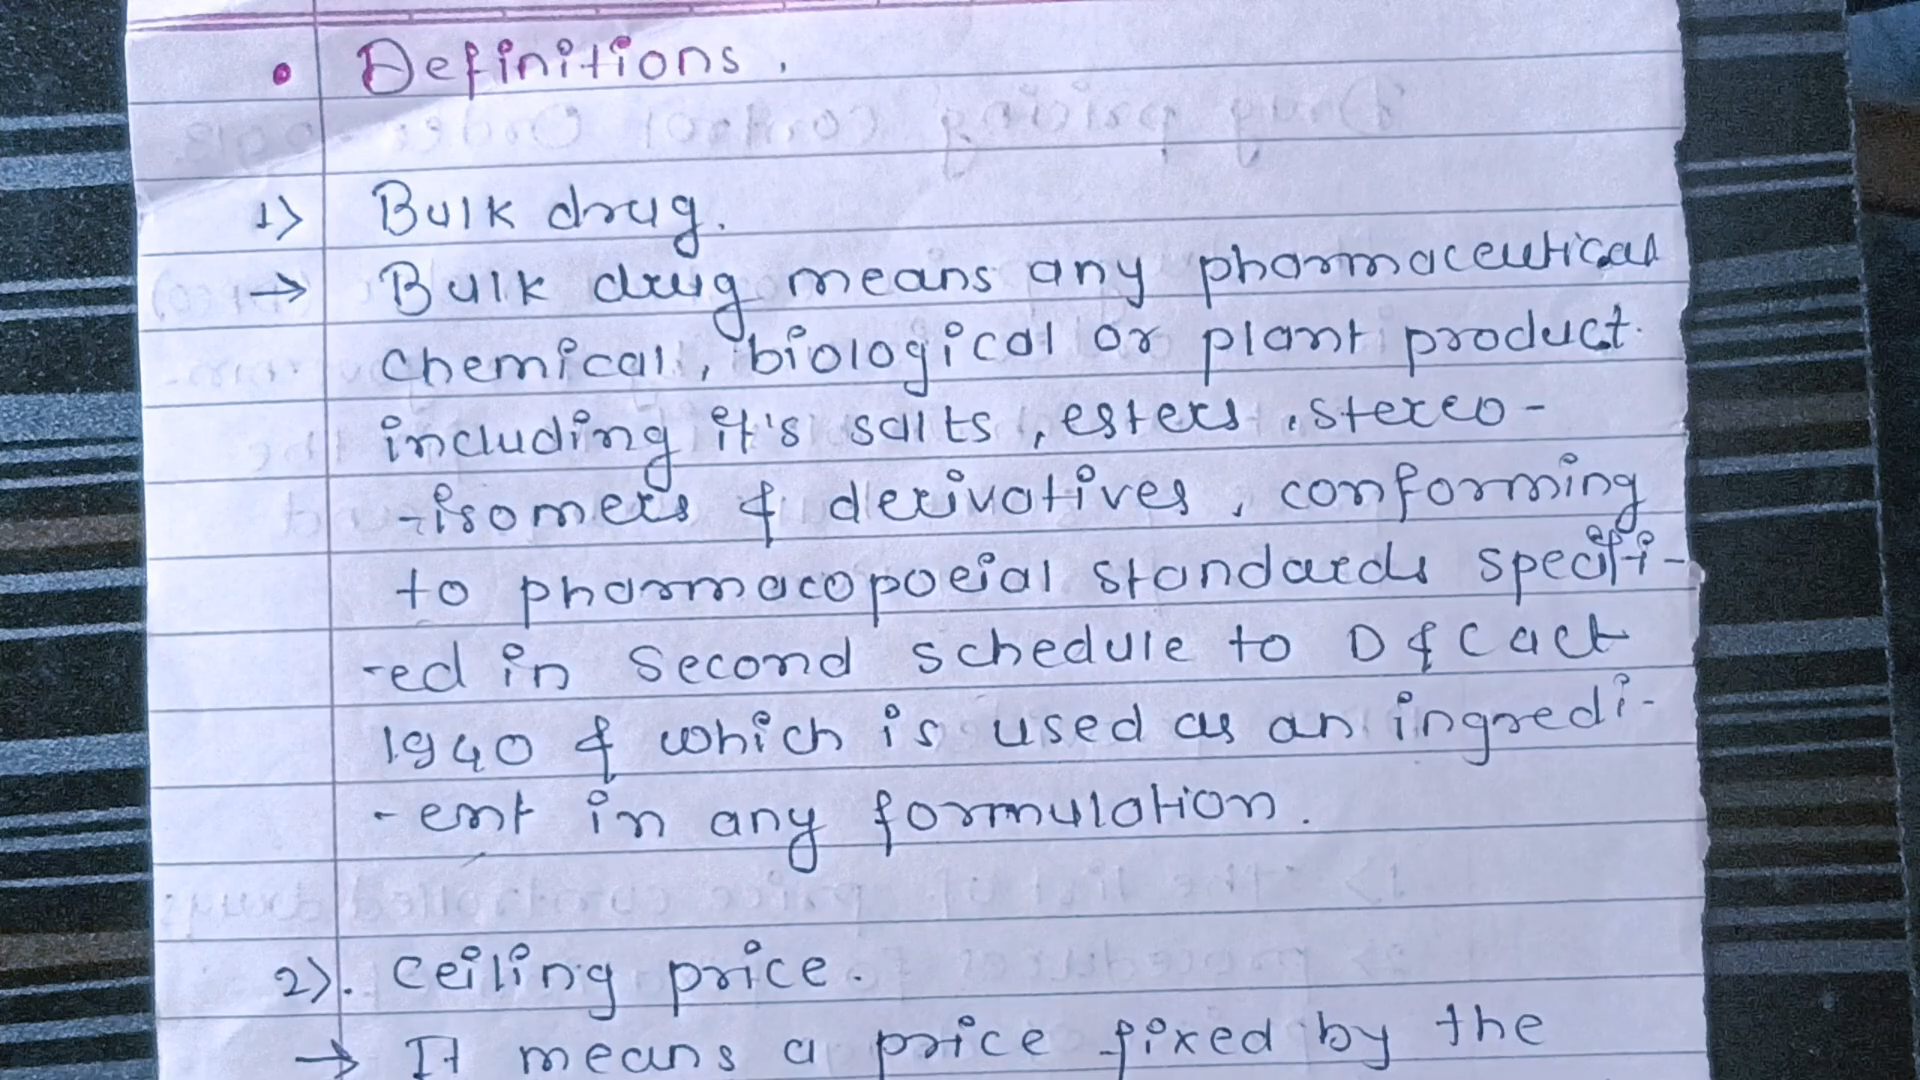 • Definitions.
1) Bulk drug.
→ Bulk drug means any pharmaceutical
chemical, biological or plant product
including it's salts, esters, stereo-
-isomers & derivatives, conforming
to pharmacopoeial standards specifi-
-ed in Second schedule to D & C act
1940 & which is used as an ingredi-
-ent in any formulation.
2). Ceiling price.
→ It means a price fixed by the